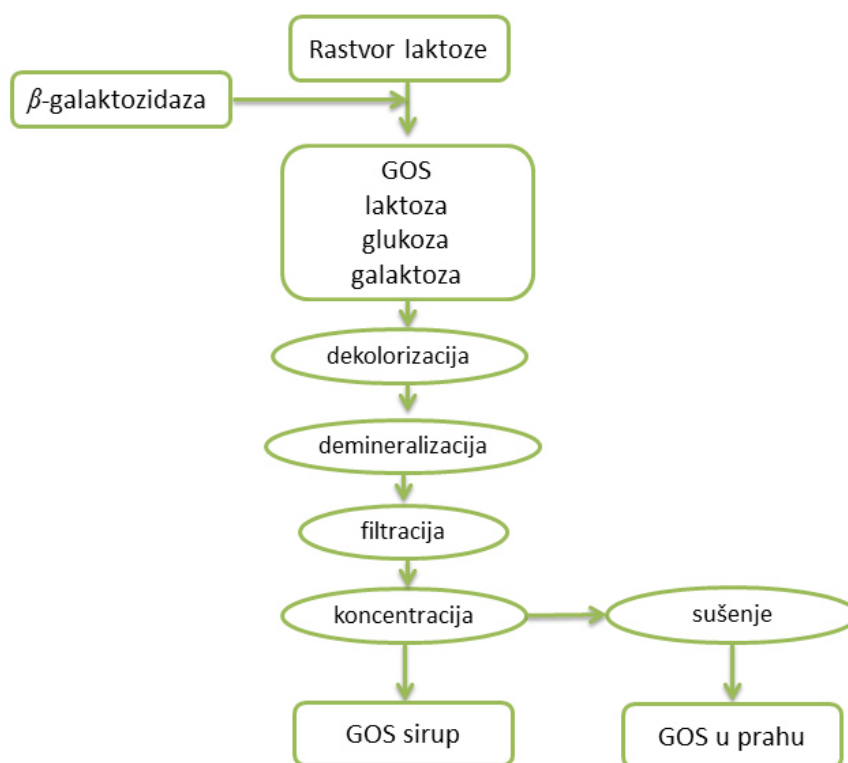 Rastvor laktoze
β-galaktozidaza
GOS
laktoza
glukoza
galaktoza
dekolorizacija
demineralizacija
filtracija
koncentracija
sušenje
GOS sirup
GOS u prahu